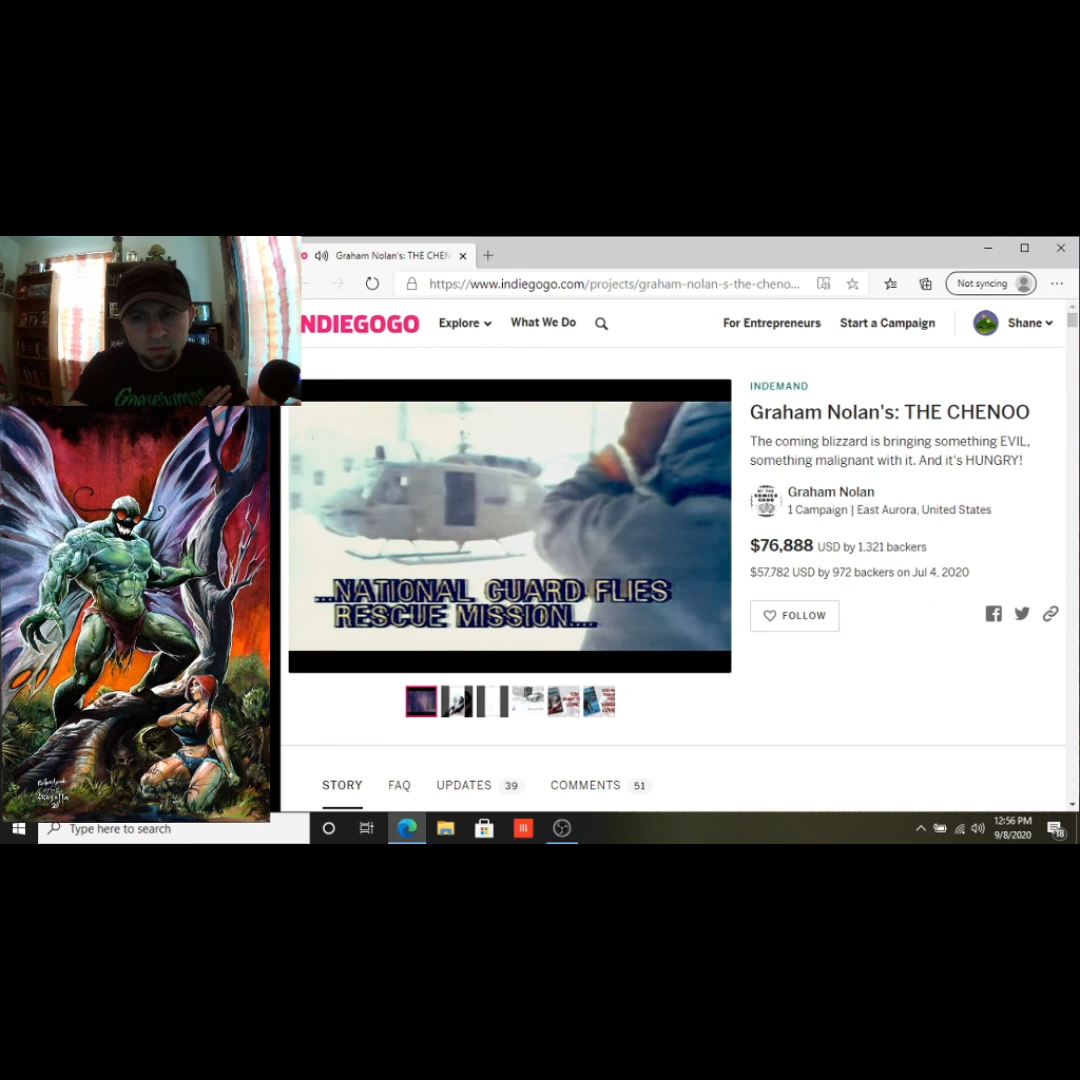 Graham Nolan's: THE CHEN
https://www.indiegogo.com/projects/graham-nolan-s-the-cheno...
Not syncing
NDIEGOGO
Explore
What We Do
For Entrepreneurs
Start a Campaign
Shane
...NATIONAL GUARD FLIES
RESCUE MISSION....
INDEMAND
Graham Nolan's: THE CHENOO
The coming blizzard is bringing something EVIL,
something malignant with it. And it's HUNGRY!
Graham Nolan
1 Campaign | East Aurora, United States
$76,888 USD by 1,321 backers
$57,782 USD by 972 backers on Jul 4, 2020
FOLLOW
STORY
FAQ
UPDATES 39
COMMENTS 51
Goosebumps
Type here to search
12:56 PM
9/8/2020
18